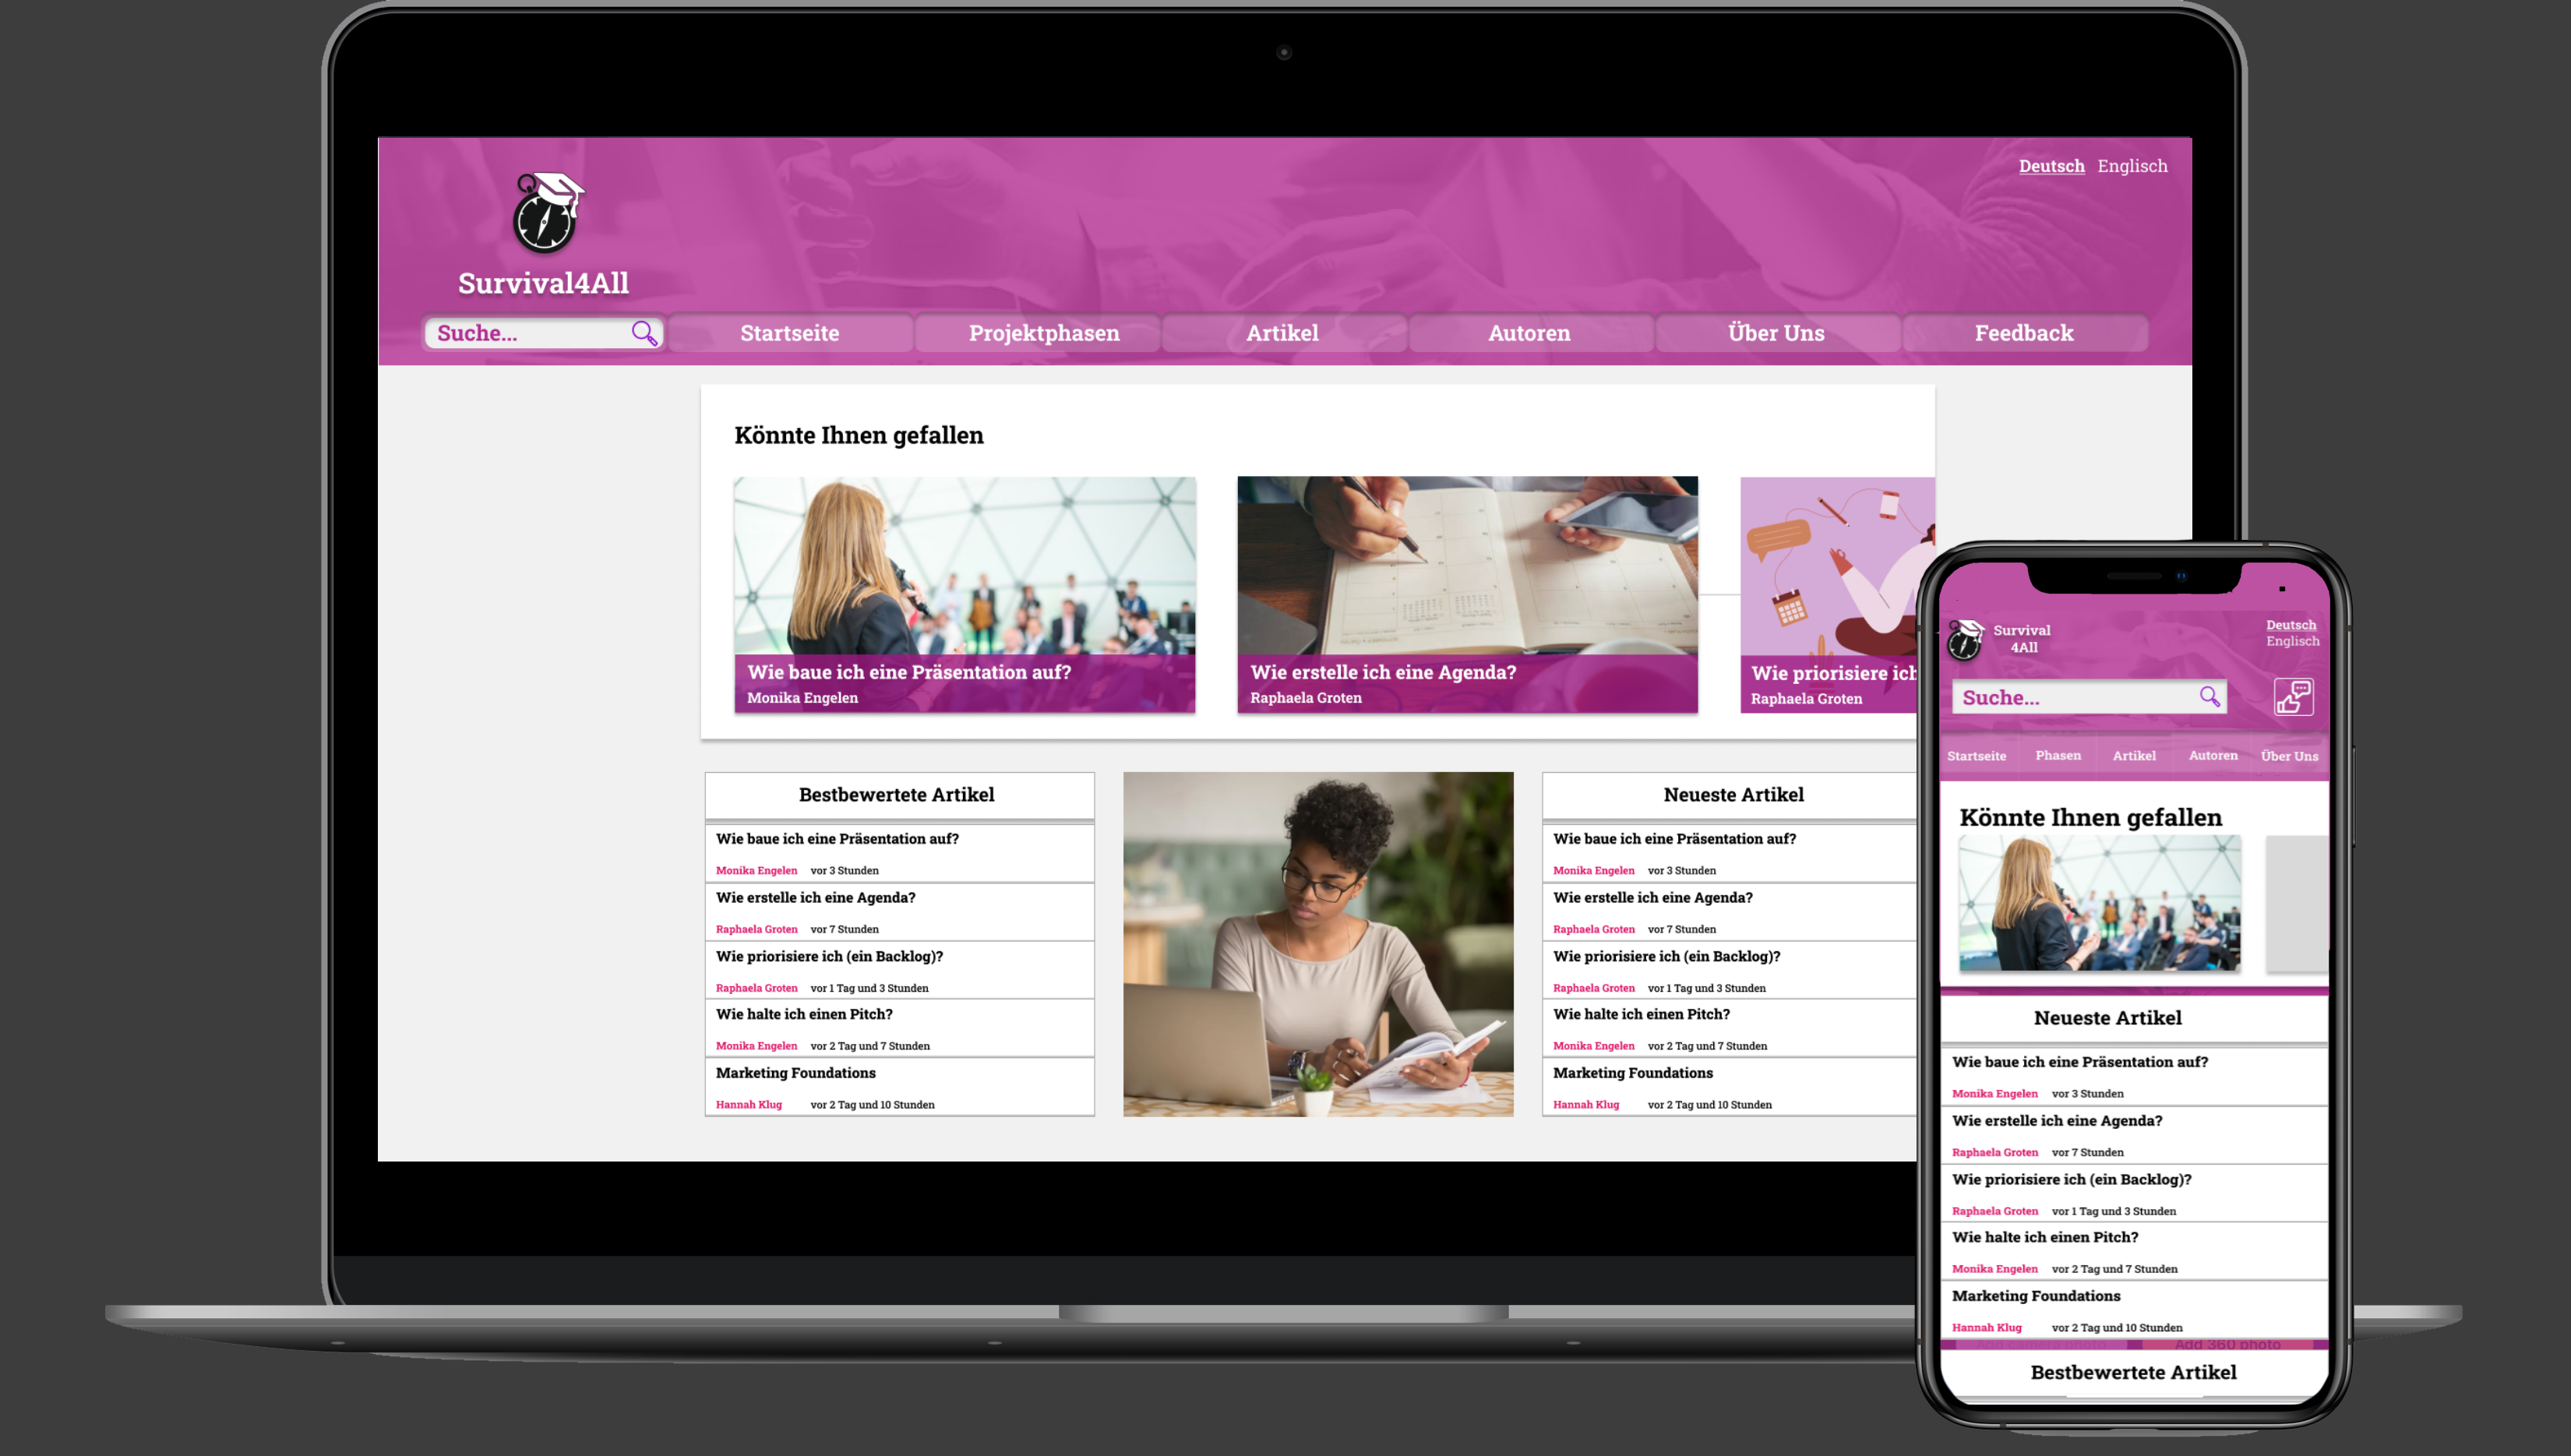 Deutsch Englisch
Survival4All
Suche...
Startseite
Projektphasen
Artikel
Autoren
Über Uns
Feedback
Könnte Ihnen gefallen
Wie baue ich eine Präsentation auf?
Monika Engelen
Wie erstelle ich eine Agenda?
Raphaela Groten
Wie priorisiere ich
Raphaela Groten
Bestbewertete Artikel
Wie baue ich eine Präsentation auf?
Monika Engelen vor 3 Stunden
Wie erstelle ich eine Agenda?
Raphaela Groten vor 7 Stunden
Wie priorisiere ich (ein Backlog)?
Raphaela Groten vor 1 Tag und 3 Stunden
Wie halte ich einen Pitch?
Monika Engelen vor 2 Tag und 7 Stunden
Marketing Foundations
Hannah Klug vor 2 Tag und 10 Stunden
Neueste Artikel
Wie baue ich eine Präsentation auf?
Monika Engelen vor 3 Stunden
Wie erstelle ich eine Agenda?
Raphaela Groten vor 7 Stunden
Wie priorisiere ich (ein Backlog)?
Raphaela Groten vor 1 Tag und 3 Stunden
Wie halte ich einen Pitch?
Monika Engelen vor 2 Tag und 7 Stunden
Marketing Foundations
Hannah Klug vor 2 Tag und 10 Stunden
Survival
4All
Deutsch
Englisch
Suche...
Startseite
Phasen
Artikel
Autoren
Über Uns
Könnte Ihnen gefallen
Neueste Artikel
Wie baue ich eine Präsentation auf?
Monika Engelen vor 3 Stunden
Wie erstelle ich eine Agenda?
Raphaela Groten vor 7 Stunden
Wie priorisiere ich (ein Backlog)?
Raphaela Groten vor 1 Tag und 3 Stunden
Wie halte ich einen Pitch?
Monika Engelen vor 2 Tag und 7 Stunden
Marketing Foundations
Hannah Klug vor 2 Tag und 10 Stunden
Add 360 photo
Bestbewertete Artikel